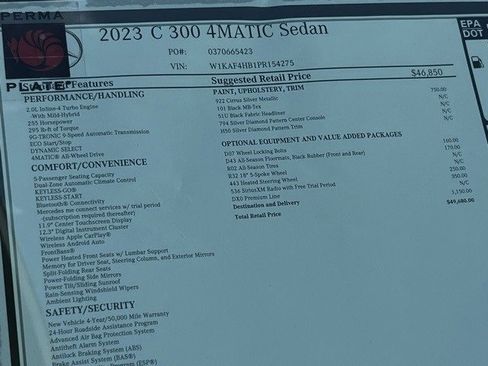 PERMA
PLATE
2023 C 300 4MATIC Sedan
PO#: 0370665423
VIN: W1KAF4HB1PR154275
EPA
DOT
Standard Features
Suggested Retail Price $46,850
PERFORMANCE/HANDLING
2.0L Inline-4 Turbo Engine
-With Mild-Hybrid
255 Horsepower
295 lb-ft of Torque
9G-TRONIC 9-Speed Automatic Transmission
ECO Start/Stop
DYNAMIC SELECT
4MATIC® All-Wheel Drive
COMFORT/CONVENIENCE
5-Passenger Seating Capacity
Dual-Zone Automatic Climate Control
KEYLESS-GO®
KEYLESS-START
Bluetooth® Connectivity
Mercedes me connect services w/ trial period
-(subscription required thereafter)
11.9" Center Touchscreen Display
12.3" Digital Instrument Cluster
Wireless Apple CarPlay®
Wireless Android Auto
FrontBass®
Power Heated Front Seats w/ Lumbar Support
Memory for Driver Seat, Steering Column, and Exterior Mirrors
Split-Folding Rear Seats
Power-Folding Side Mirrors
Power Tilt/Sliding Sunroof
Rain-Sensing Windshield Wipers
Ambient Lighting
SAFETY/SECURITY
New Vehicle 4-Year/50,000 Mile Warranty
24-Hour Roadside Assistance Program
Advanced Air Bag Protection System
Antitheft Alarm System
Antilock Braking System (ABS)
Brake Assist System (BAS®)
Program (ESP®)
PAINT, UPHOLSTERY, TRIM
922 Cirrus Silver Metallic 750.00
101 Black MB-Tex N/C
51U Black Fabric Headliner N/C
794 Silver Diamond Pattern Center Console N/C
H50 Silver Diamond Pattern Trim N/C
OPTIONAL EQUIPMENT AND VALUE ADDED PACKAGES
D07 Wheel Locking Bolts 160.00
D43 All-Season Floormats, Black Rubber (Front and Rear) 170.00
R02 All-Season Tires N/C
R32 18" 5-Spoke Wheel
443 Heated Steering Wheel 250.00
536 SiriusXM Radio with Free Trial Period
DX0 Premium Line N/C
Destination and Delivery 1,150.00
Total Retail Price $49,680.00